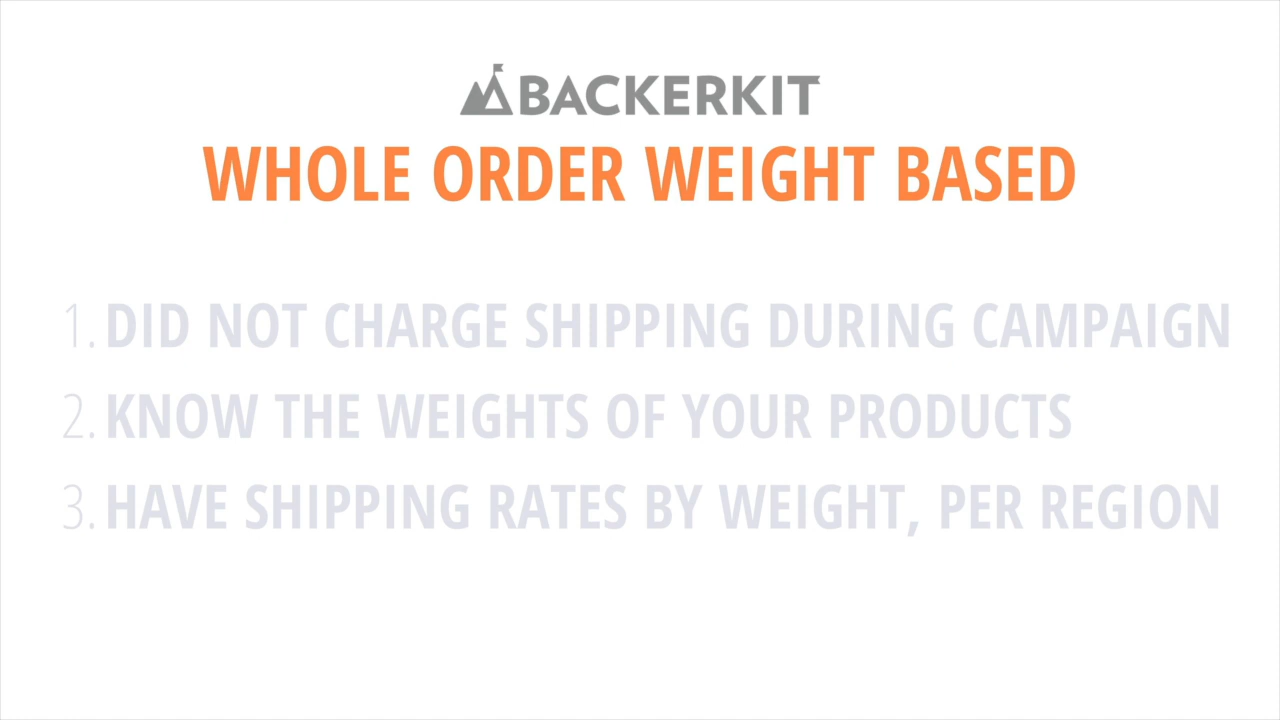 BACKERKIT
WHOLE ORDER WEIGHT BASED
1. DID NOT CHARGE SHIPPING DURING CAMPAIGN
2. KNOW THE WEIGHTS OF YOUR PRODUCTS
3. HAVE SHIPPING RATES BY WEIGHT, PER REGION